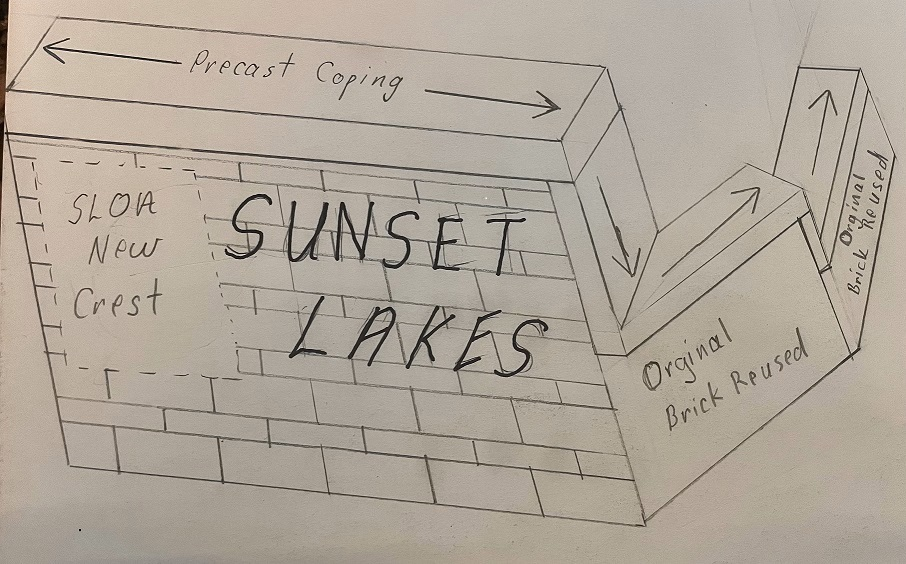 Precast Coping
SLOA
New
Crest
SUNSET
LAKES
Orginal
Brick Reused
Orginal
Brick Reused